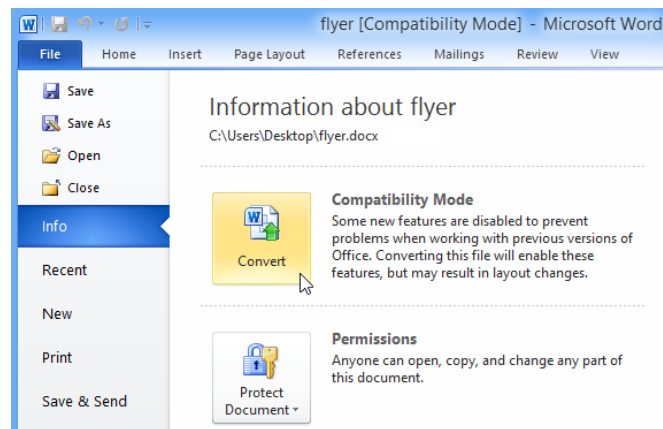 flyer [Compatibility Mode] - Microsoft Word
File Home Insert Page Layout References Mailings Review View
Save
Save As
Open
Close
Info
Recent
New
Print
Save & Send
Information about flyer
C:\Users\Desktop\flyer.docx
Convert
Compatibility Mode
Some new features are disabled to prevent
problems when working with previous versions of
Office. Converting this file will enable these
features, but may result in layout changes.
Protect
Document
Permissions
Anyone can open, copy, and change any part of
this document.